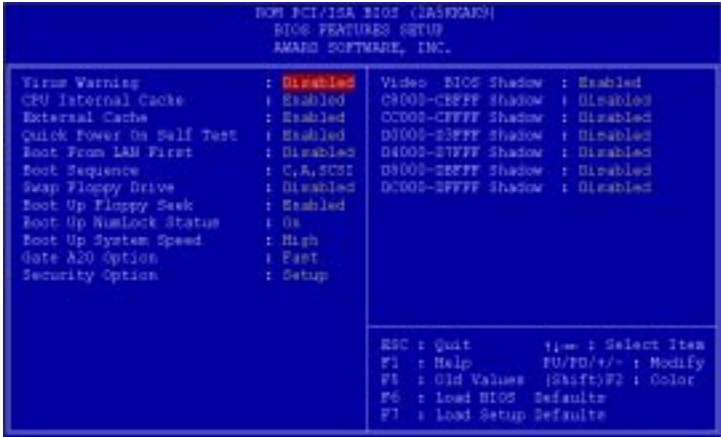 ROM PCI/ISA BIOS (2A5KKAK9)
BIOS FEATURES SETUP
AWARD SOFTWARE, INC.
Virus Warning : Disabled
CPU Internal Cache : Enabled
External Cache : Enabled
Quick Power On Self Test : Enabled
Boot From LAN First : Disabled
Boot Sequence : C,A,SCSI
Swap Floppy Drive : Disabled
Boot Up Floppy Seek : Enabled
Boot Up NumLock Status : On
Boot Up System Speed : High
Gate A20 Option : Fast
Security Option : Setup
Video BIOS Shadow : Enabled
C8000-CBFFF Shadow : Disabled
CC000-CFFFF Shadow : Disabled
D0000-D3FFF Shadow : Disabled
D4000-D7FFF Shadow : Disabled
D8000-DBFFF Shadow : Disabled
DC000-DFFFF Shadow : Disabled
ESC : Quit ↑↓→← : Select Item
F1 : Help PU/PD/+/- : Modify
F5 : Old Values (Shift)F2 : Color
F6 : Load BIOS Defaults
F7 : Load Setup Defaults